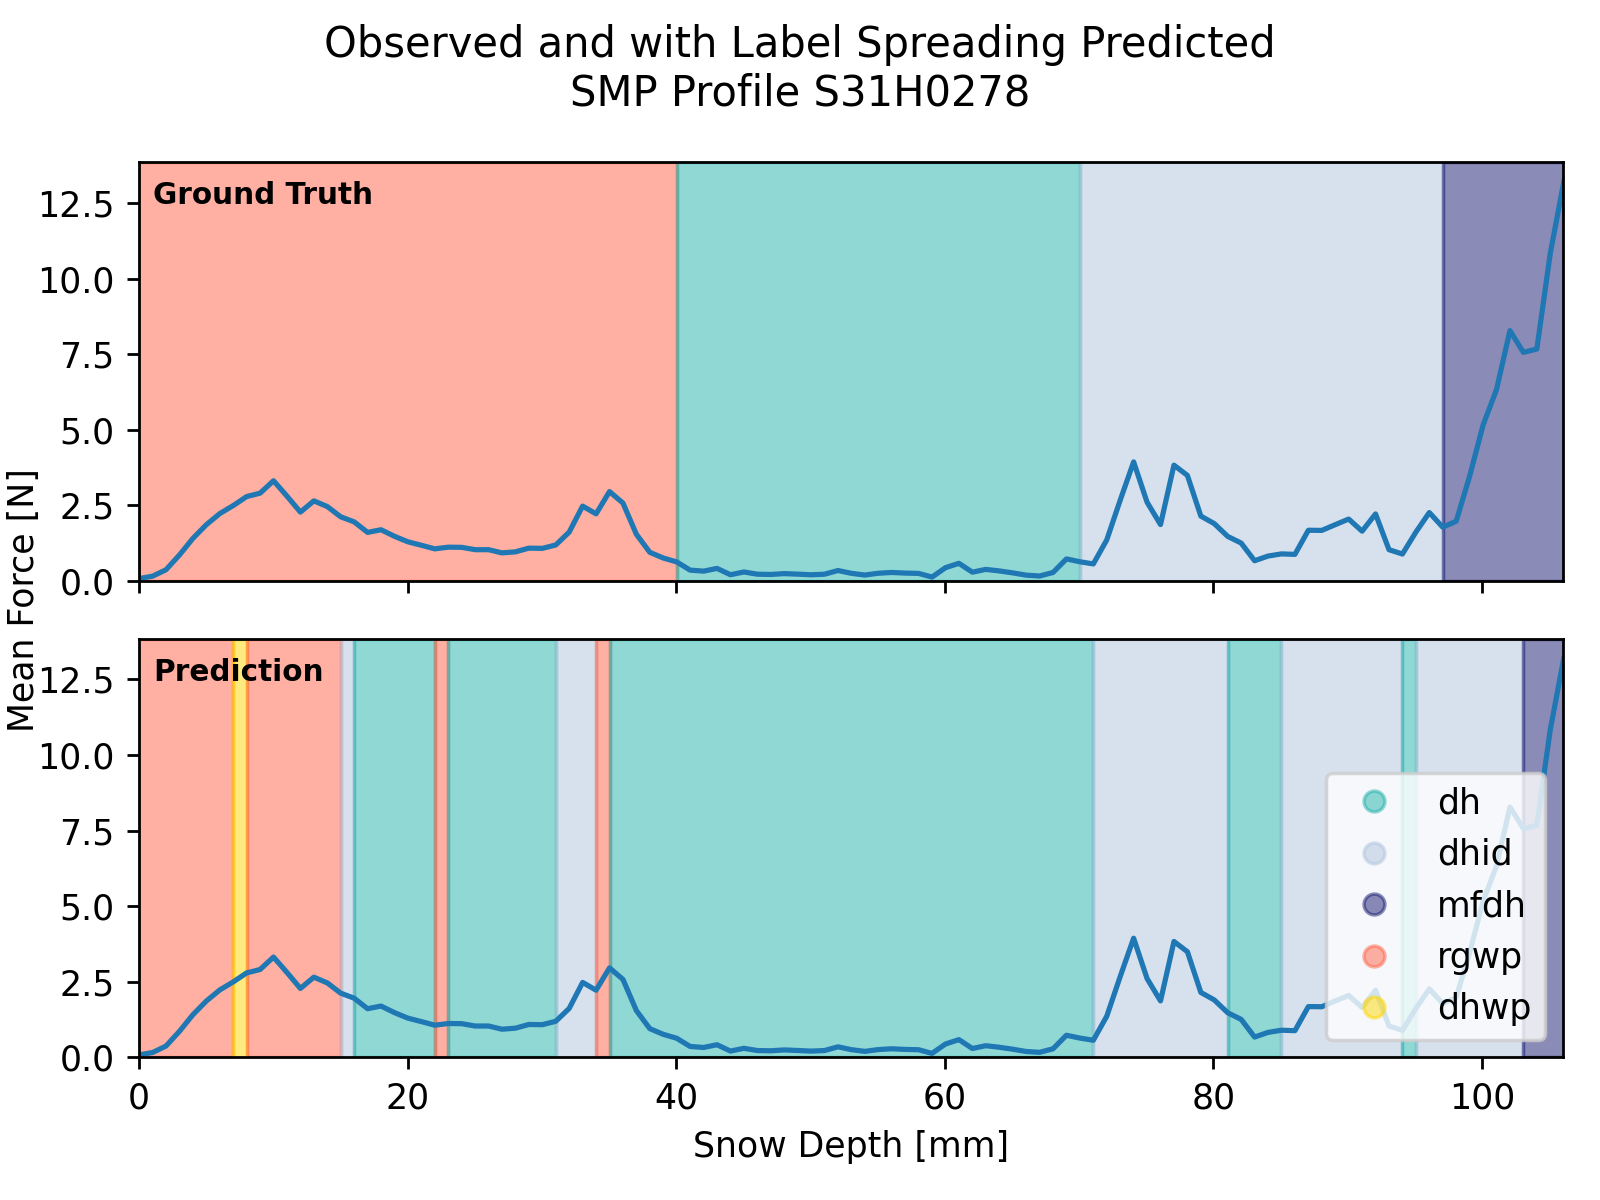 Observed and with Label Spreading Predicted
SMP Profile S31H0278
Mean Force [N]
Ground Truth
12.5
10.0
7.5
5.0
2.5
0.0
Prediction
12.5
10.0
7.5
5.0
2.5
0.0
dh
dhid
mfdh
rgwp
dhwp
0 20 40 60 80 100
Snow Depth [mm]